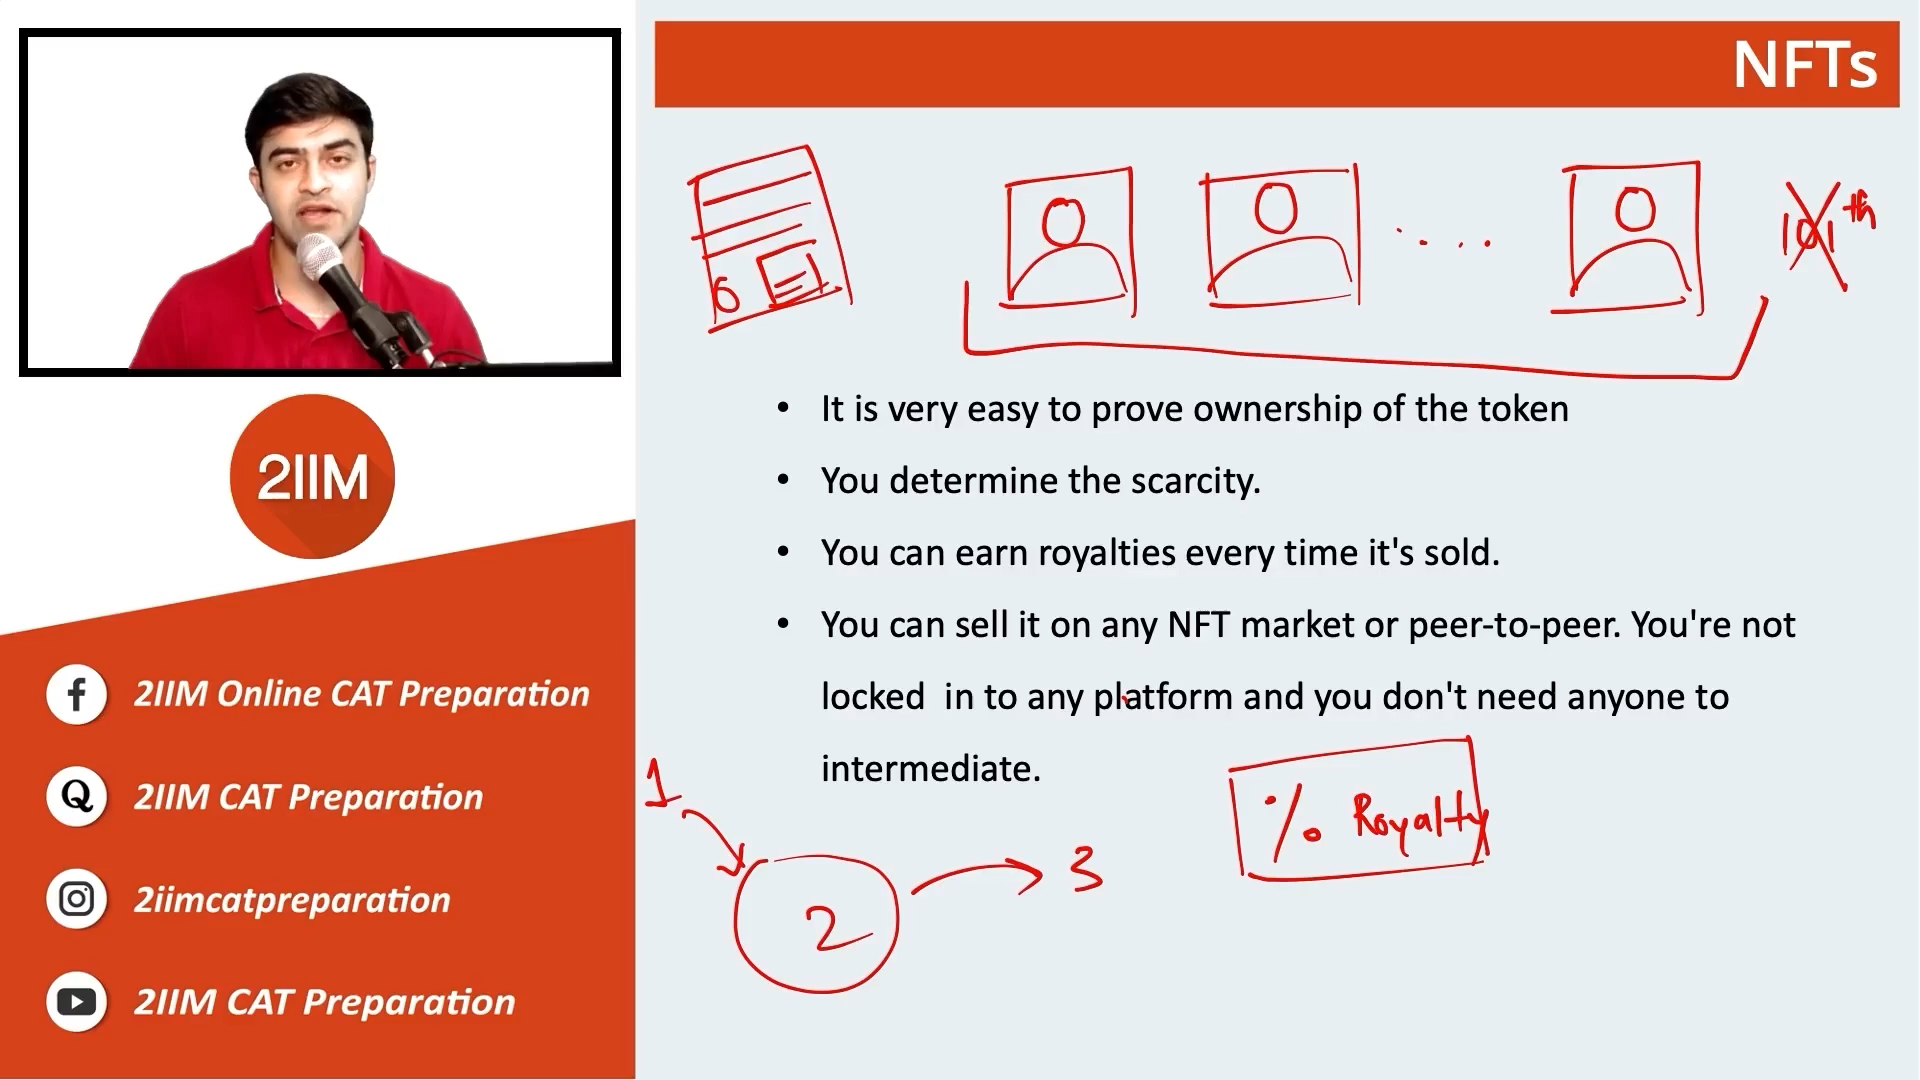 NFTs
101th
6
• It is very easy to prove ownership of the token
• You determine the scarcity.
• You can earn royalties every time it's sold.
• You can sell it on any NFT market or peer-to-peer. You're not
locked in to any platform and you don't need anyone to
intermediate.
1
2
3
% Royalty
2IIM
2IIM Online CAT Preparation
2IIM CAT Preparation
2iimcatpreparation
2IIM CAT Preparation